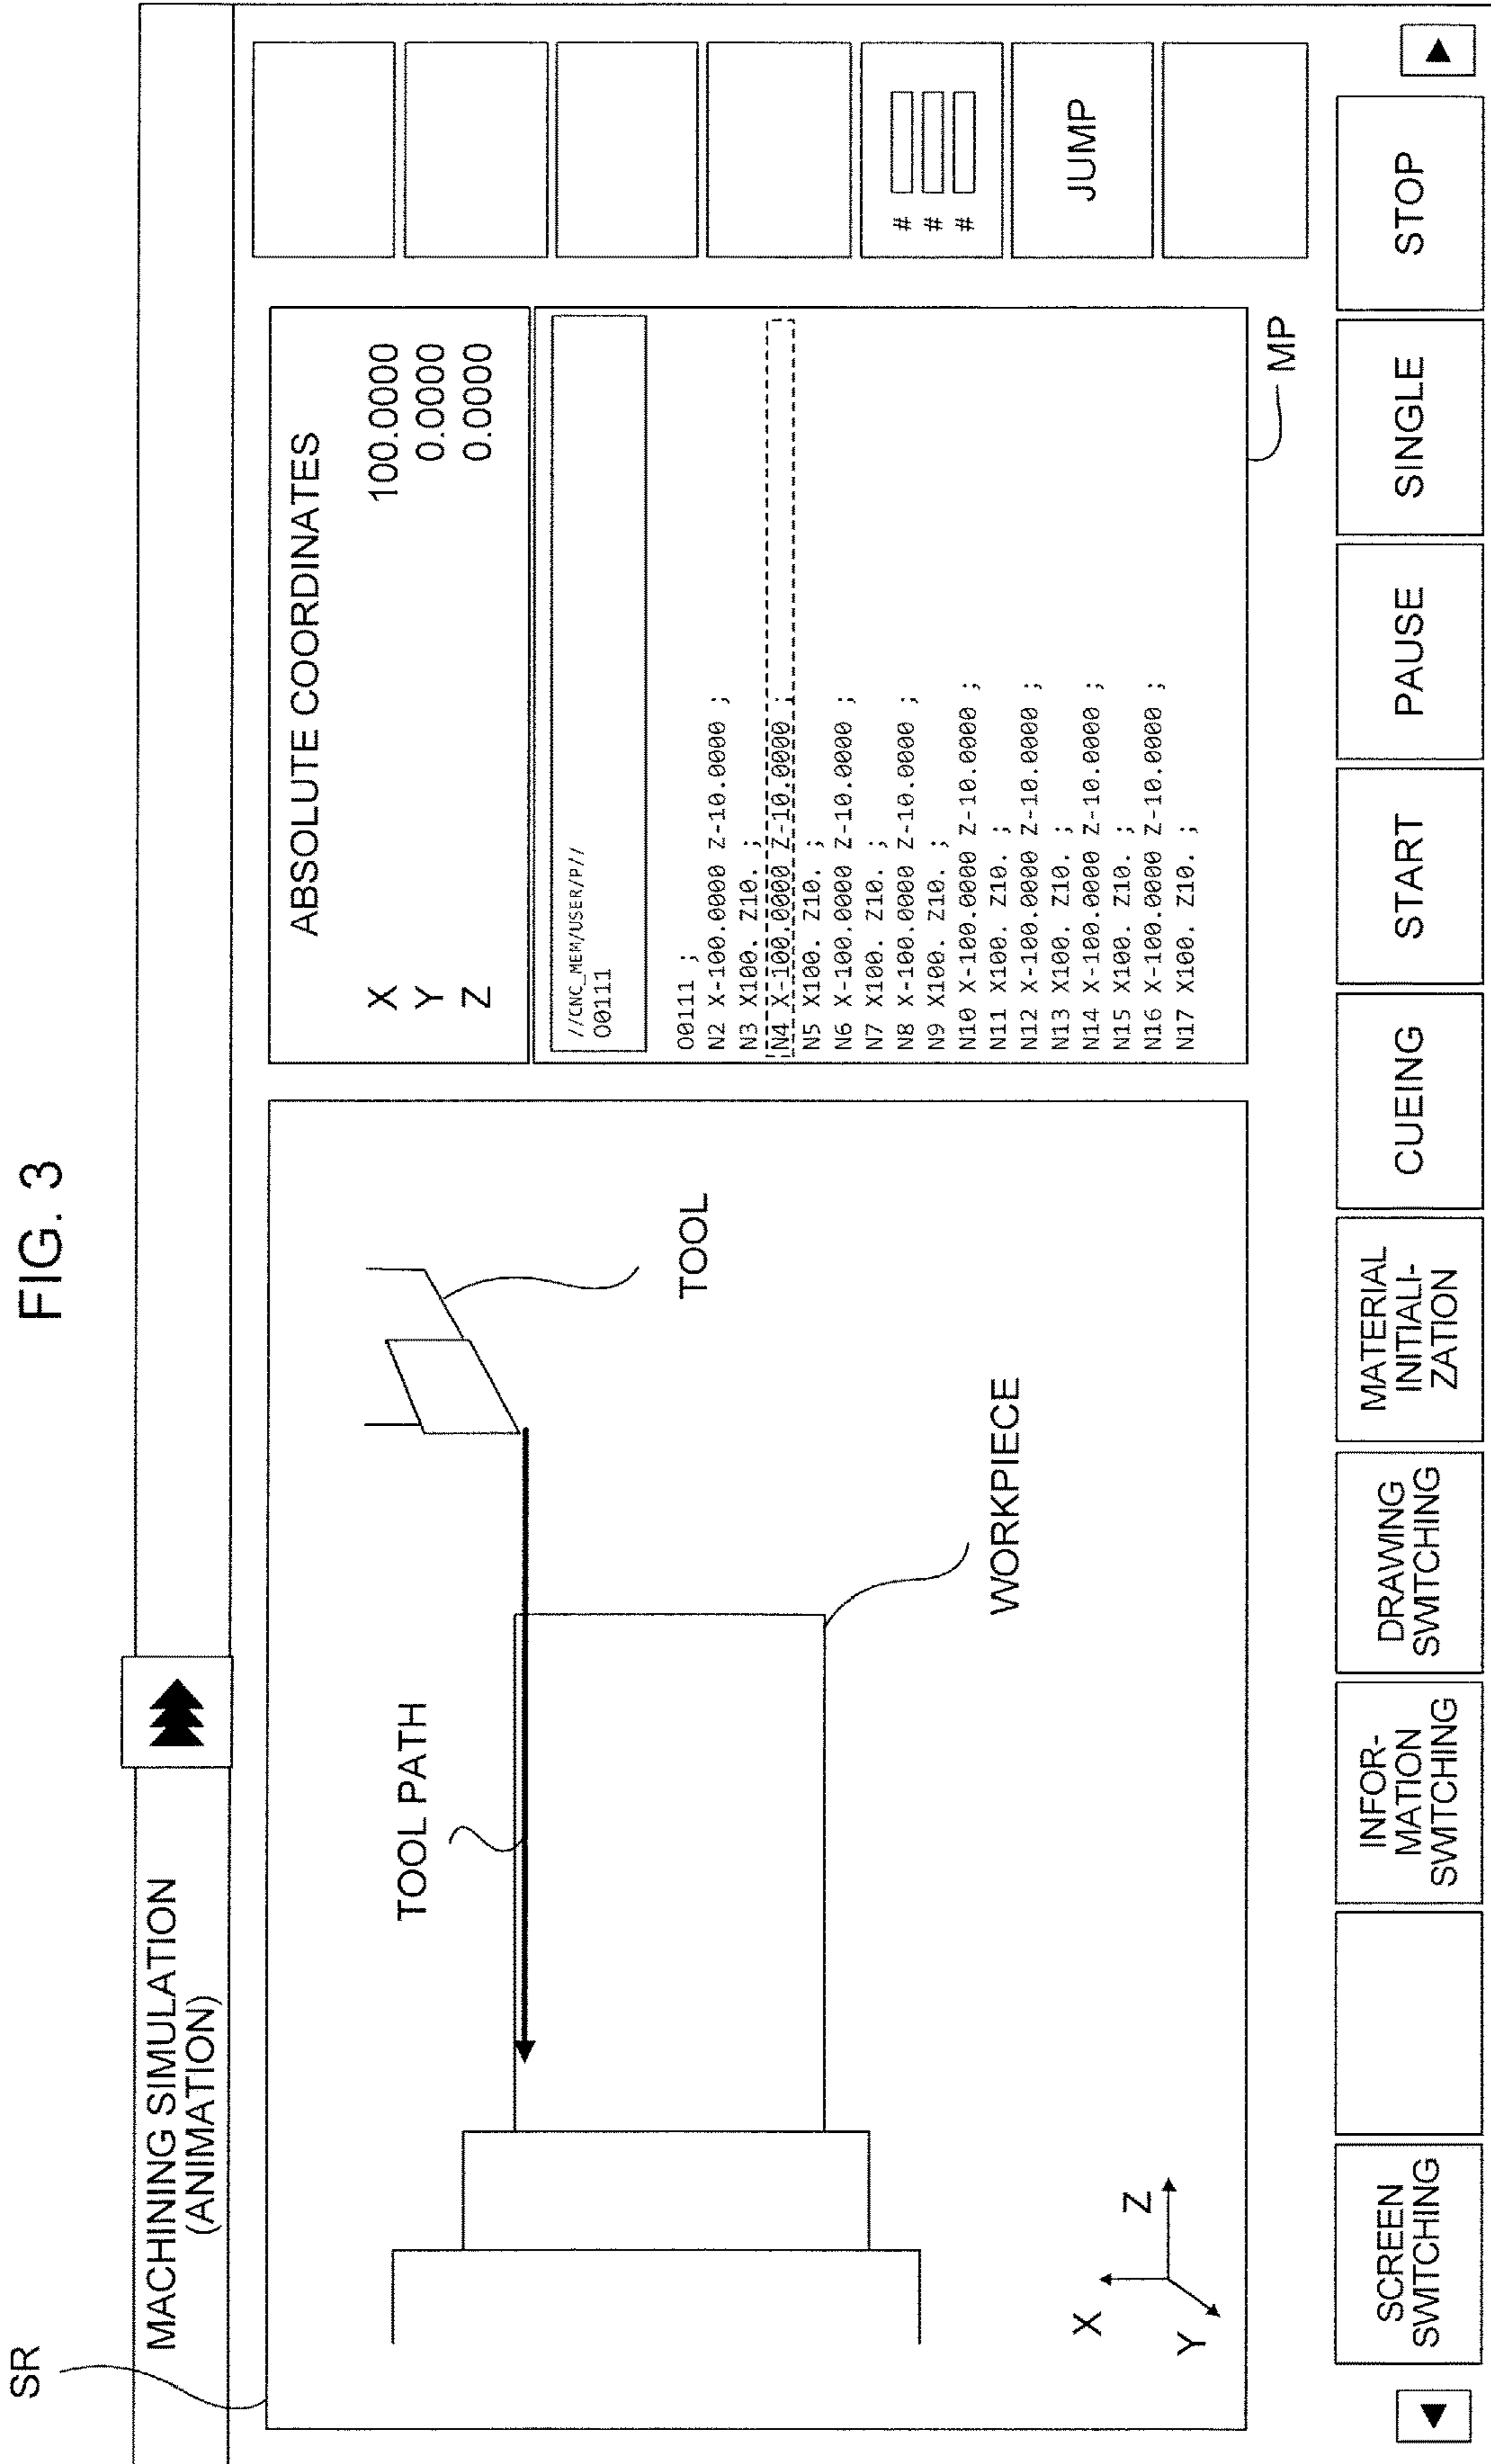 FIG. 3
SR
MACHINING SIMULATION
(ANIMATION)
TOOL PATH
TOOL
WORKPIECE
X
Y
Z
ABSOLUTE COORDINATES
X 100.0000
Y 0.0000
Z 0.0000
//CNC_MEM/USER/P//
O0111
O0111 ;
N2 X-100.0000 Z-10.0000 ;
N3 X100. Z10. ;
N4 X-100.0000 Z-10.0000 ;
N5 X100. Z10. ;
N6 X-100.0000 Z-10.0000 ;
N7 X100. Z10. ;
N8 X-100.0000 Z-10.0000 ;
N9 X100. Z10. ;
N10 X-100.0000 Z-10.0000 ;
N11 X100. Z10. ;
N12 X-100.0000 Z-10.0000 ;
N13 X100. Z10. ;
N14 X-100.0000 Z-10.0000 ;
N15 X100. Z10. ;
N16 X-100.0000 Z-10.0000 ;
N17 X100. Z10. ;
MP
#
#
#
JUMP
SCREEN
SWITCHING
INFOR-
MATION
SWITCHING
DRAWING
SWITCHING
MATERIAL
INITIALI-
ZATION
CUEING
START
PAUSE
SINGLE
STOP